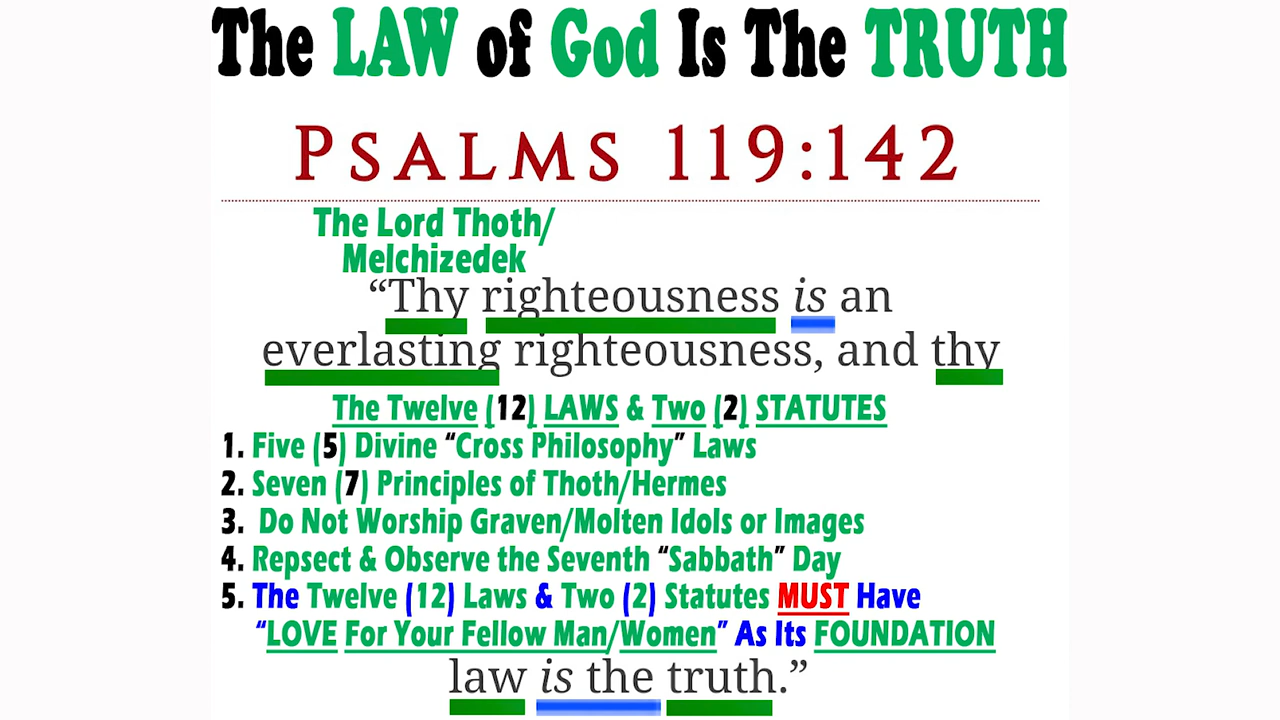 The LAW of God Is The TRUTH
PSALMS 119:142
The Lord Thoth/
Melchizedek
“Thy righteousness is an
everlasting righteousness, and thy
The Twelve (12) LAWS & Two (2) STATUTES
1. Five (5) Divine “Cross Philosophy” Laws
2. Seven (7) Principles of Thoth/Hermes
3. Do Not Worship Graven/Molten Idols or Images
4. Repsect & Observe the Seventh “Sabbath” Day
5. The Twelve (12) Laws & Two (2) Statutes MUST Have
“LOVE For Your Fellow Man/Women” As Its FOUNDATION
law is the truth.”